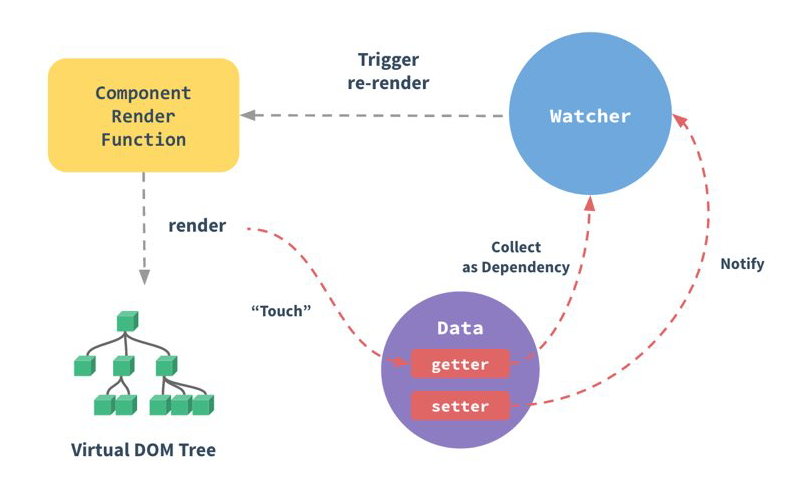 Trigger
re-render
Component
Render
Function
Watcher
render
Collect
as Dependency
Notify
“Touch”
Data
getter
setter
Virtual DOM Tree